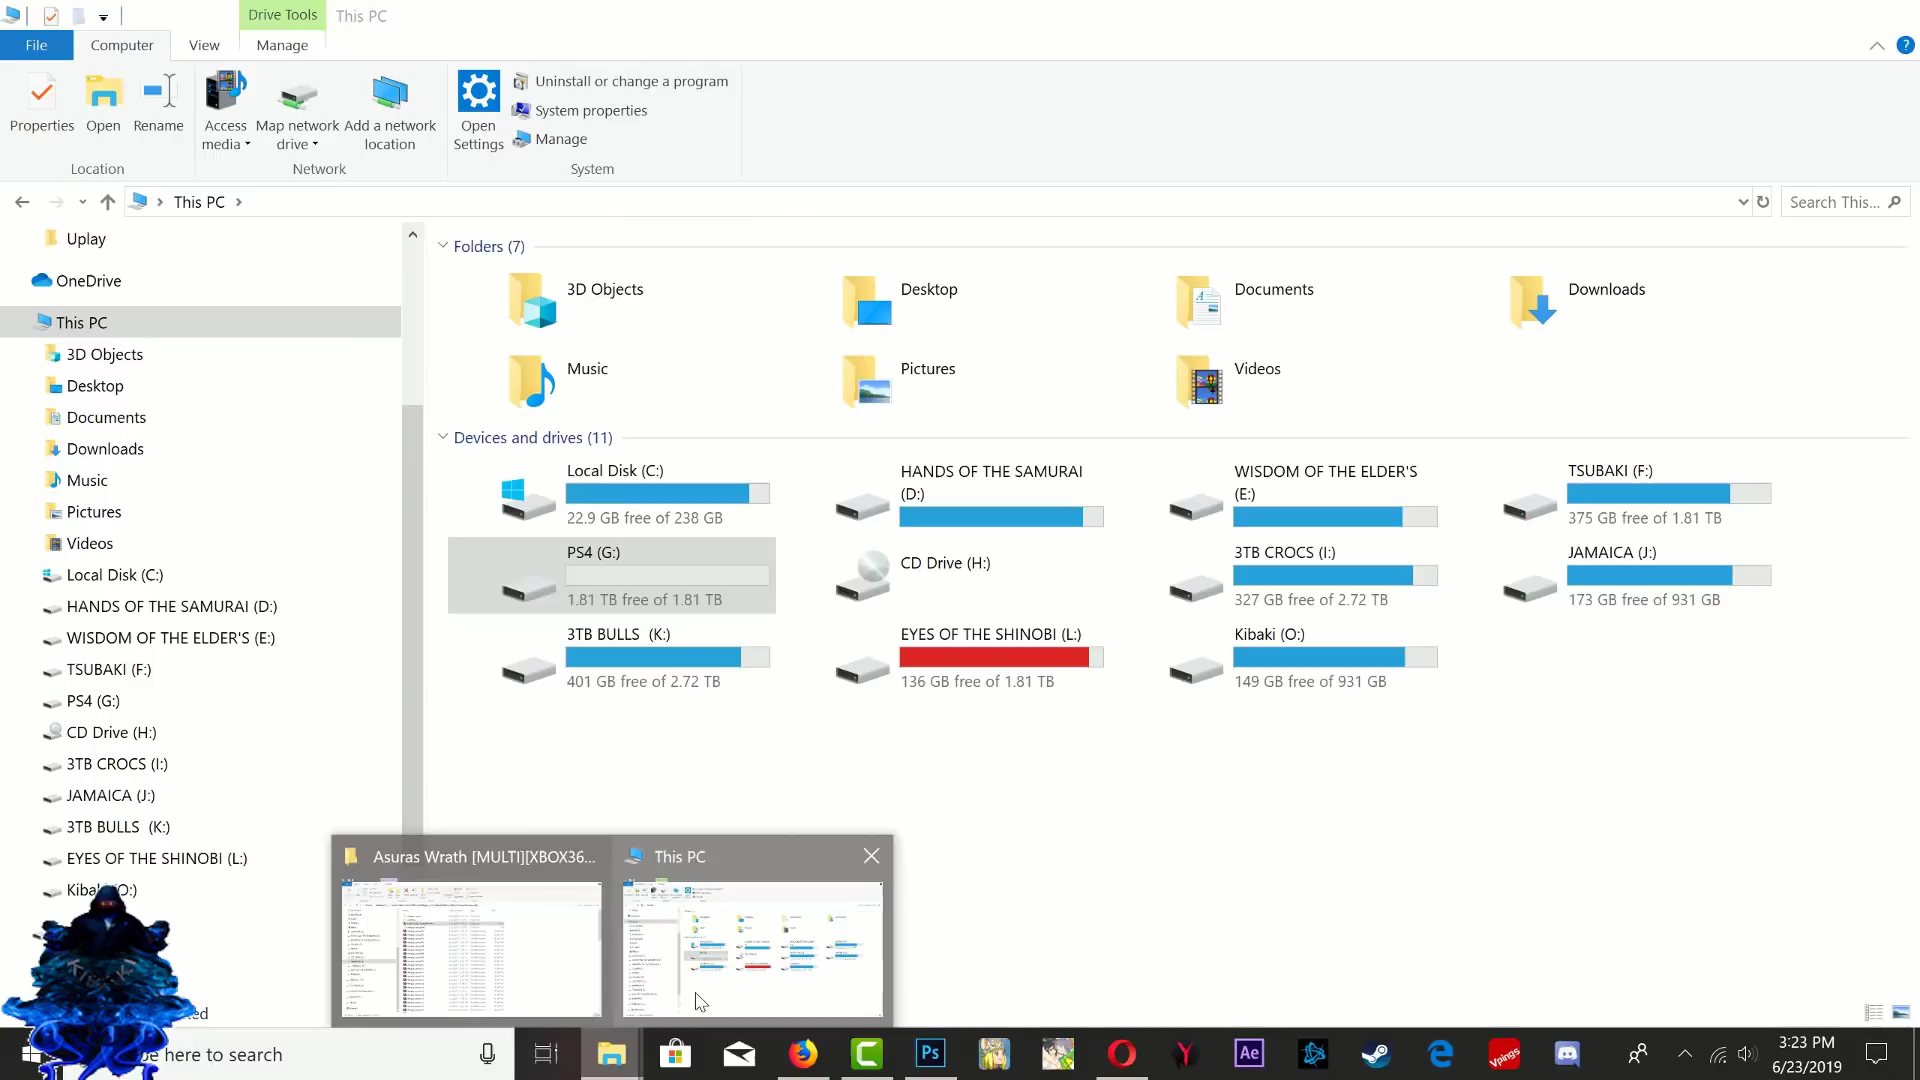 Drive Tools
This PC
File
Computer
View
Manage
Properties
Open
Rename
Access media
Map network drive
Add a network location
Open Settings
Uninstall or change a program
System properties
Manage
Location
Network
System
This PC
Search This...
Uplay
OneDrive
This PC
3D Objects
Desktop
Documents
Downloads
Music
Pictures
Videos
Local Disk (C:)
HANDS OF THE SAMURAI (D:)
WISDOM OF THE ELDER'S (E:)
TSUBAKI (F:)
PS4 (G:)
CD Drive (H:)
3TB CROCS (I:)
JAMAICA (J:)
3TB BULLS (K:)
EYES OF THE SHINOBI (L:)
Folders (7)
3D Objects
Desktop
Documents
Downloads
Music
Pictures
Videos
Devices and drives (11)
Local Disk (C:)
22.9 GB free of 238 GB
HANDS OF THE SAMURAI
(D:)
WISDOM OF THE ELDER'S
(E:)
TSUBAKI (F:)
375 GB free of 1.81 TB
PS4 (G:)
1.81 TB free of 1.81 TB
CD Drive (H:)
3TB CROCS (I:)
327 GB free of 2.72 TB
JAMAICA (J:)
173 GB free of 931 GB
3TB BULLS (K:)
401 GB free of 2.72 TB
EYES OF THE SHINOBI (L:)
136 GB free of 1.81 TB
Kibaki (O:)
149 GB free of 931 GB
Asuras Wrath [MULTI][XBOX36...
This PC
here to search
Ps
Ae
Vpings
3:23 PM
6/23/2019